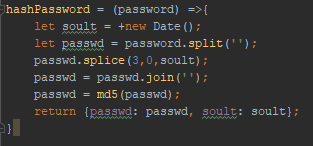 hashPassword = (password) =>{
let soult = +new Date();
let passwd = password.split('');
passwd.splice(3,0,soult);
passwd = passwd.join('');
passwd = md5(passwd);
return {passwd: passwd, soult: soult};
}